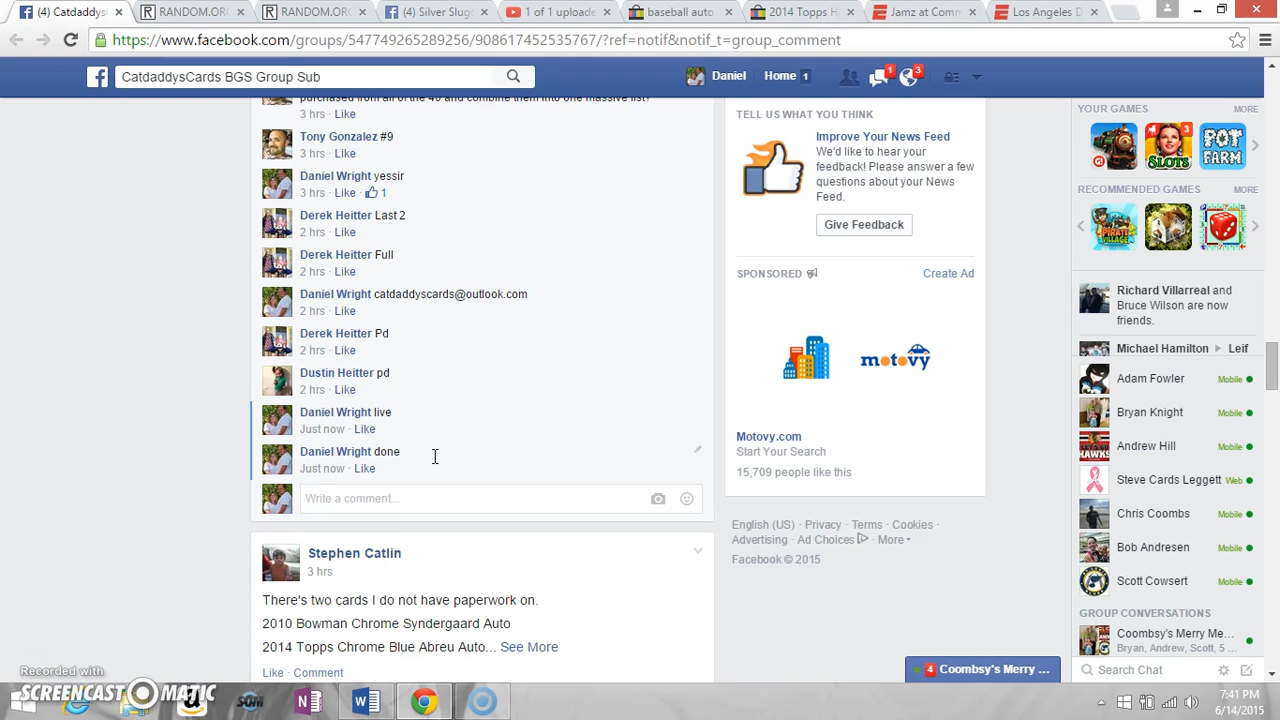 (4) Catdaddys
RANDOM.ORG
RANDOM.ORG
(4) Silver Slugg
1 of 1 uploade
baseball auto
2014 Topps H
Jamz at Comm
Los Angeles D
https://www.facebook.com/groups/547749265289256/908617452535767/?ref=notif&notif_t=group_comment
CatdaddysCards BGS Group Sub
Daniel
Home 1
1
3
purchased from all of the 40 and combine them into one massive list?
3 hrs · Like
Tony Gonzalez #9
3 hrs · Like
Daniel Wright yessir
3 hrs · Like · 1
Derek Heitter Last 2
2 hrs · Like
Derek Heitter Full
2 hrs · Like
Daniel Wright catdaddyscards@outlook.com
2 hrs · Like
Derek Heitter Pd
2 hrs · Like
Dustin Heitter pd
2 hrs · Like
Daniel Wright live
Just now · Like
Daniel Wright done
Just now · Like
Write a comment...
Stephen Catlin
3 hrs
There's two cards I do not have paperwork on.
2010 Bowman Chrome Syndergaard Auto
2014 Topps Chrome Blue Abreu Auto... See More
Like · Comment
TELL US WHAT YOU THINK
Improve Your News Feed
We'd like to hear your
feedback! Please answer a few
questions about your News
Feed.
Give Feedback
SPONSORED
Create Ad
motovy
Motovy.com
Start Your Search
15,709 people like this
English (US) · Privacy · Terms · Cookies ·
Advertising · Ad Choices · More
Facebook © 2015
YOUR GAMES
MORE
SLOTS
3
POT
FARM
RECOMMENDED GAMES
MORE
PIRATE
VILLAGE
Richard Villarreal and
Bruce Wilson are now
friends.
Michael Hamilton ▸ Leif
Adam Fowler Mobile
Bryan Knight Mobile
Andrew Hill Mobile
Steve Cards Leggett Web
Chris Coombs Mobile
Bob Andresen Mobile
Scott Cowsert Mobile
GROUP CONVERSATIONS
Coombsy's Merry Me...
Bryan, Andrew, Scott, 5 ...
4 Coombsy's Merry ...
Search Chat
Recorded with
SCREENCAST-O-MATIC
7:41 PM
6/14/2015